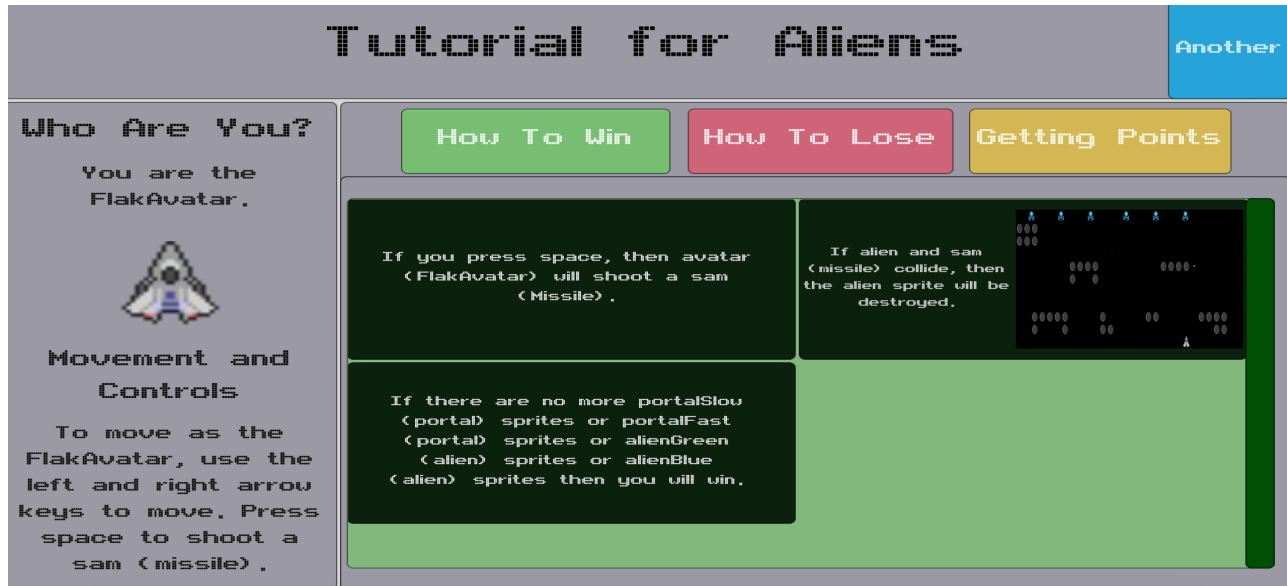 Tutorial for Aliens
Another
Who Are You?
You are the
FlakAvatar.
Movement and
Controls
To move as the
FlakAvatar, use the
left and right arrow
keys to move. Press
space to shoot a
sam (missile).
How To Win
How To Lose
Getting Points
If you press space, then avatar
(FlakAvatar) will shoot a sam
(Missile).
If alien and sam
(missile) collide, then
the alien sprite will be
destroyed.
If there are no more portalSlow
(portal) sprites or portalFast
(portal) sprites or alienGreen
(alien) sprites or alienBlue
(alien) sprites then you will win.